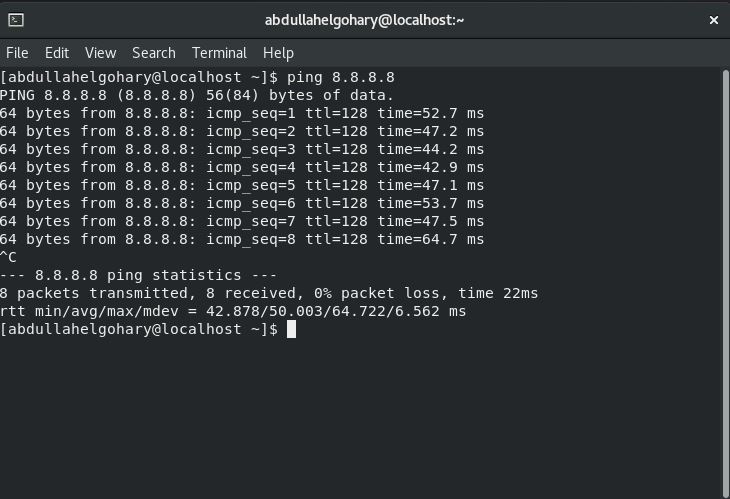 abdullahelgohary@localhost:~
File Edit View Search Terminal Help
[abdullahelgohary@localhost ~]$ ping 8.8.8.8
PING 8.8.8.8 (8.8.8.8) 56(84) bytes of data.
64 bytes from 8.8.8.8: icmp_seq=1 ttl=128 time=52.7 ms
64 bytes from 8.8.8.8: icmp_seq=2 ttl=128 time=47.2 ms
64 bytes from 8.8.8.8: icmp_seq=3 ttl=128 time=44.2 ms
64 bytes from 8.8.8.8: icmp_seq=4 ttl=128 time=42.9 ms
64 bytes from 8.8.8.8: icmp_seq=5 ttl=128 time=47.1 ms
64 bytes from 8.8.8.8: icmp_seq=6 ttl=128 time=53.7 ms
64 bytes from 8.8.8.8: icmp_seq=7 ttl=128 time=47.5 ms
64 bytes from 8.8.8.8: icmp_seq=8 ttl=128 time=64.7 ms
^C
--- 8.8.8.8 ping statistics ---
8 packets transmitted, 8 received, 0% packet loss, time 22ms
rtt min/avg/max/mdev = 42.878/50.003/64.722/6.562 ms
[abdullahelgohary@localhost ~]$